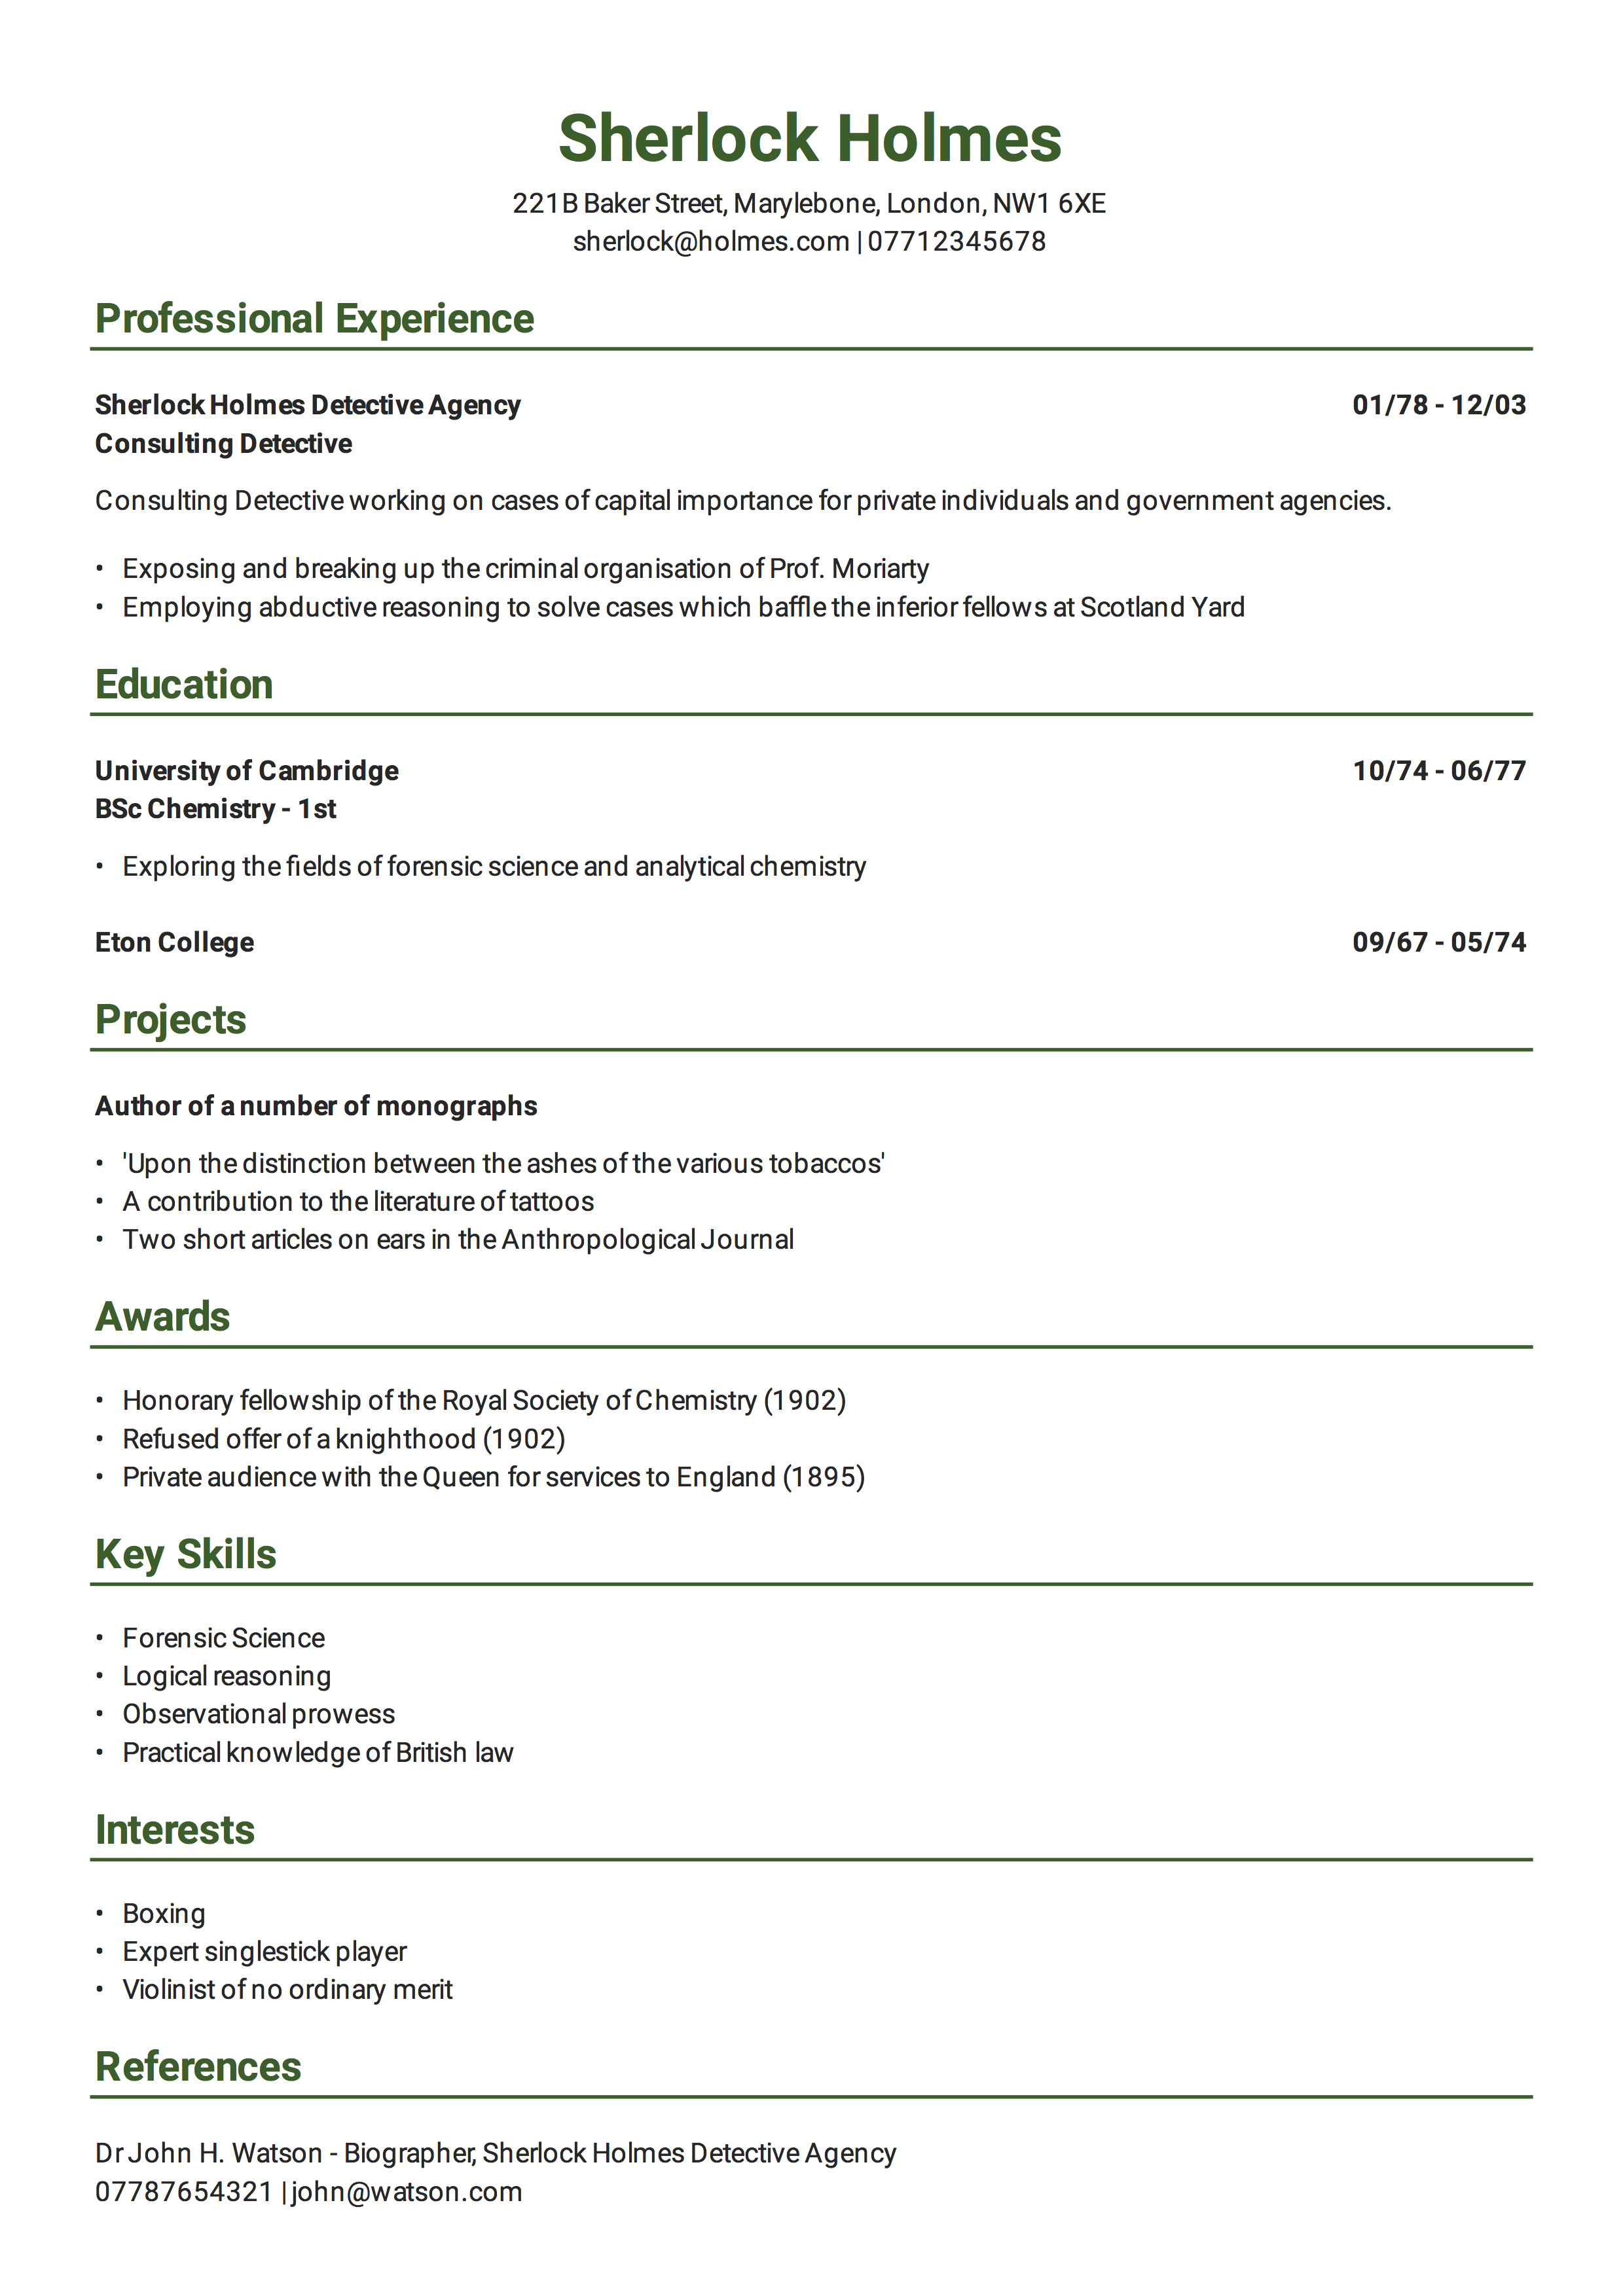 Sherlock Holmes
221B Baker Street, Marylebone, London, NW1 6XE
sherlock@holmes.com | 07712345678
Professional Experience
Sherlock Holmes Detective Agency 01/78 - 12/03
Consulting Detective
Consulting Detective working on cases of capital importance for private individuals and government agencies.
• Exposing and breaking up the criminal organisation of Prof. Moriarty
• Employing abductive reasoning to solve cases which baffle the inferior fellows at Scotland Yard
Education
University of Cambridge 10/74 - 06/77
BSc Chemistry - 1st
• Exploring the fields of forensic science and analytical chemistry
Eton College 09/67 - 05/74
Projects
Author of a number of monographs
• 'Upon the distinction between the ashes of the various tobaccos'
• A contribution to the literature of tattoos
• Two short articles on ears in the Anthropological Journal
Awards
• Honorary fellowship of the Royal Society of Chemistry (1902)
• Refused offer of a knighthood (1902)
• Private audience with the Queen for services to England (1895)
Key Skills
• Forensic Science
• Logical reasoning
• Observational prowess
• Practical knowledge of British law
Interests
• Boxing
• Expert singlestick player
• Violinist of no ordinary merit
References
Dr John H. Watson - Biographer, Sherlock Holmes Detective Agency
07787654321 | john@watson.com